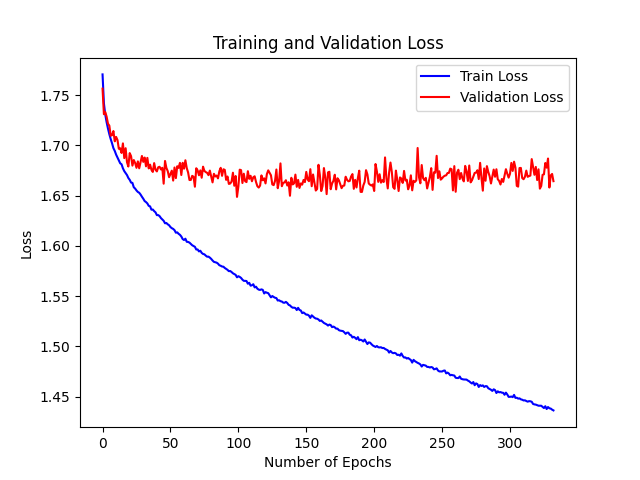 Training and Validation Loss
Train Loss
Validation Loss
1.75
1.70
1.65
1.60
1.55
1.50
1.45
Loss
0
50
100
150
200
250
300
Number of Epochs